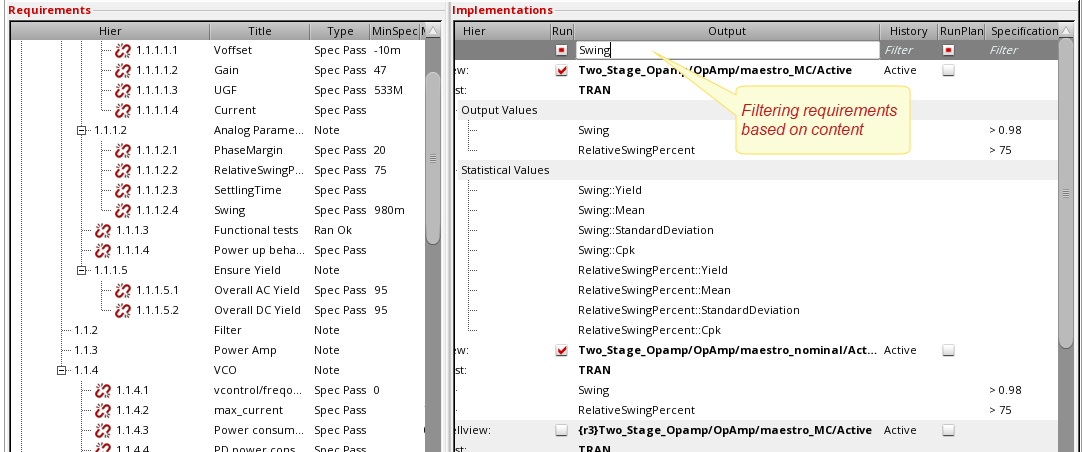 Requirements
Hier Title Type MinSpec M
1.1.1.1.1 Voffset Spec Pass -10m
1.1.1.1.2 Gain Spec Pass 47
1.1.1.1.3 UGF Spec Pass 533M
1.1.1.1.4 Current Spec Pass
1.1.1.2 Analog Parame... Note
1.1.1.2.1 PhaseMargin Spec Pass 20
1.1.1.2.2 RelativeSwingP... Spec Pass 75
1.1.1.2.3 SettlingTime Spec Pass
1.1.1.2.4 Swing Spec Pass 980m
1.1.1.3 Functional tests Ran Ok
1.1.1.4 Power up beha... Spec Pass
1.1.1.5 Ensure Yield Note
1.1.1.5.1 Overall AC Yield Spec Pass 95
1.1.1.5.2 Overall DC Yield Spec Pass 95
1.1.2 Filter Note
1.1.3 Power Amp Note
1.1.4 VCO Note
1.1.4.1 vcontrol/freqo... Spec Pass 0
1.1.4.2 max_current Spec Pass
1.1.4.3 Power consum... Spec Pass
1.1.4.4 PD power cons Spec Pass
Implementations
Hier Run Output History RunPlan Specification
Swing Filter Filter
ew: Two_Stage_Opamp/OpAmp/maestro_MC/Active Active
st: TRAN
Output Values
Swing > 0.98
RelativeSwingPercent > 75
Statistical Values
Swing::Yield
Swing::Mean
Swing::StandardDeviation
Swing::Cpk
RelativeSwingPercent::Yield
RelativeSwingPercent::Mean
RelativeSwingPercent::StandardDeviation
RelativeSwingPercent::Cpk
ew: Two_Stage_Opamp/OpAmp/maestro_nominal/Act... Active
st: TRAN
Swing > 0.98
RelativeSwingPercent > 75
ellview: {r3}Two_Stage_Opamp/OpAmp/maestro_MC/Active Active
st: TRAN
Filtering requirements
based on content